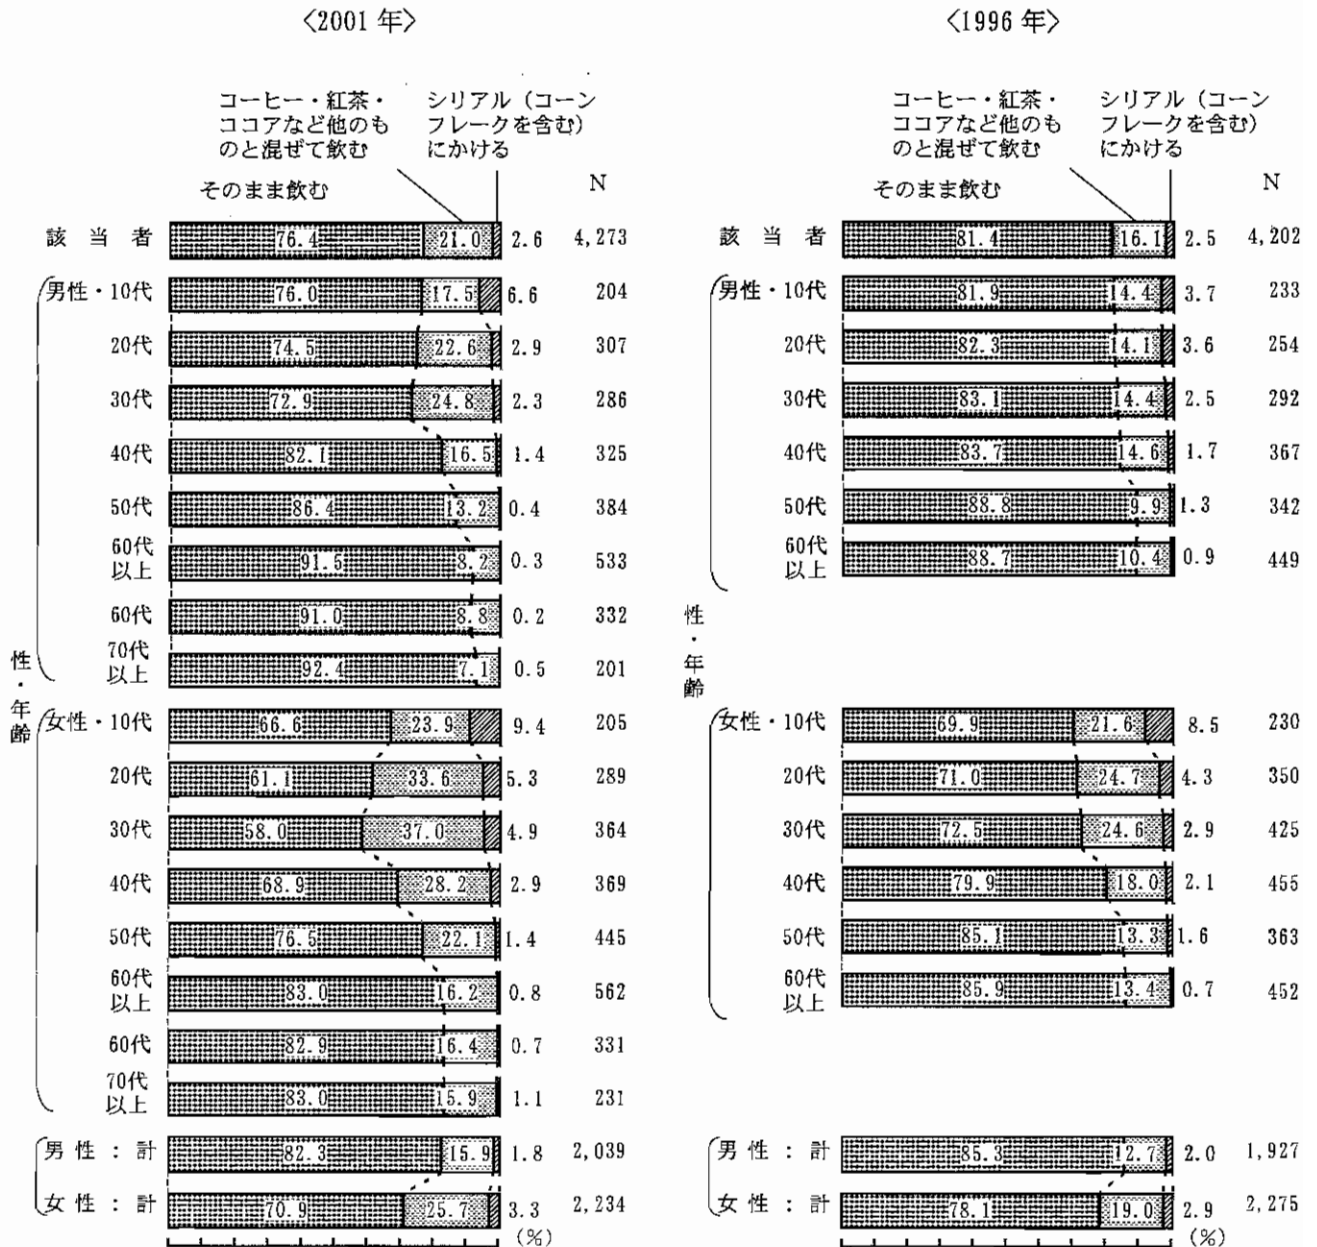 〈2001 年〉
コーヒー・紅茶・
ココアなど他のも
のと混ぜて飲む
シリアル（コーン
フレークを含む）
にかける
そのまま飲む
N
該 当 者 76.4 21.0 2.6 4,273
男性・10代 76.0 17.5 6.6 204
20代 74.5 22.6 2.9 307
30代 72.9 24.8 2.3 286
40代 82.1 16.5 1.4 325
50代 86.4 13.2 0.4 384
60代
以上 91.5 8.2 0.3 533
60代 91.0 8.8 0.2 332
70代
以上 92.4 7.1 0.5 201
性・年齢
女性・10代 66.6 23.9 9.4 205
20代 61.1 33.6 5.3 289
30代 58.0 37.0 4.9 364
40代 68.9 28.2 2.9 369
50代 76.5 22.1 1.4 445
60代
以上 83.0 16.2 0.8 562
60代 82.9 16.4 0.7 331
70代
以上 83.0 15.9 1.1 231
男 性 : 計 82.3 15.9 1.8 2,039
女 性 : 計 70.9 25.7 3.3 2,234
(%)
〈1996 年〉
コーヒー・紅茶・
ココアなど他のも
のと混ぜて飲む
シリアル（コーン
フレークを含む）
にかける
そのまま飲む
N
該 当 者 81.4 16.1 2.5 4,202
男性・10代 81.9 14.4 3.7 233
20代 82.3 14.1 3.6 254
30代 83.1 14.4 2.5 292
40代 83.7 14.6 1.7 367
50代 88.8 9.9 1.3 342
60代
以上 88.7 10.4 0.9 449
性・年齢
女性・10代 69.9 21.6 8.5 230
20代 71.0 24.7 4.3 350
30代 72.5 24.6 2.9 425
40代 79.9 18.0 2.1 455
50代 85.1 13.3 1.6 363
60代
以上 85.9 13.4 0.7 452
男 性 : 計 85.3 12.7 2.0 1,927
女 性 : 計 78.1 19.0 2.9 2,275
(%)